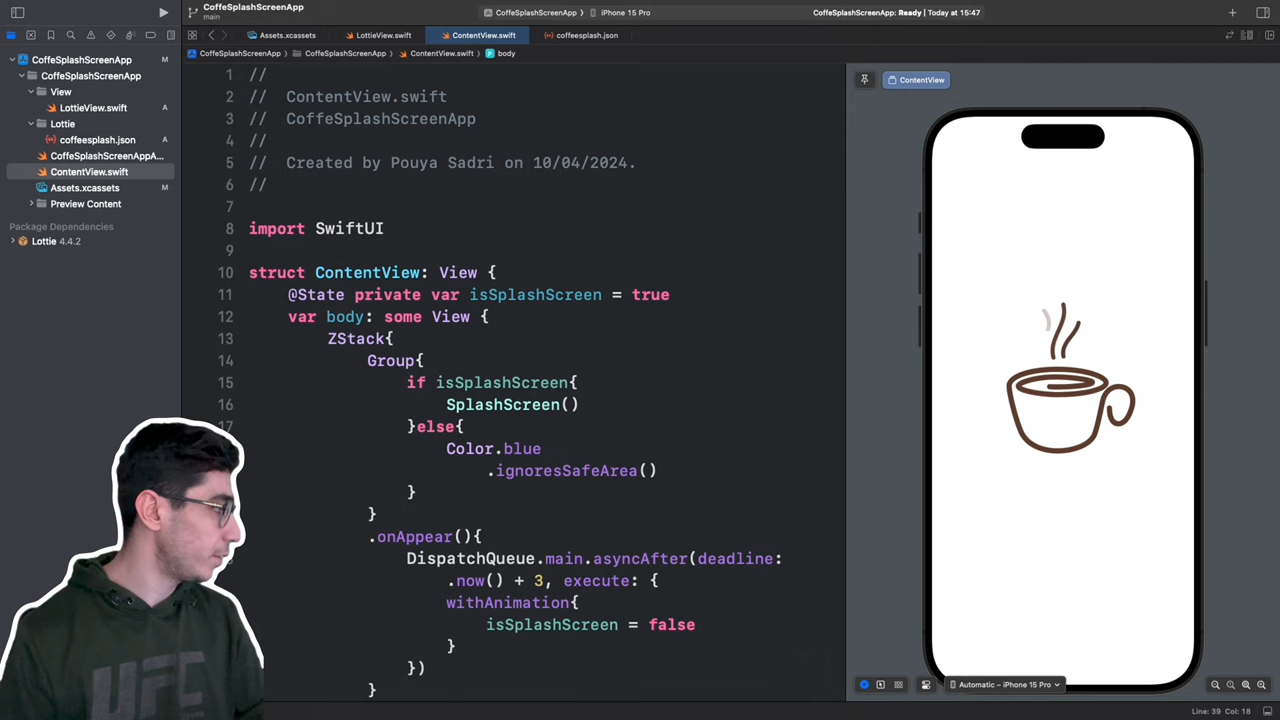 CoffeSplashScreenApp
main
CoffeSplashScreenApp
iPhone 15 Pro
CoffeSplashScreenApp: Ready | Today at 15:47
Assets.xcassets
LottieView.swift
ContentView.swift
coffeesplash.json
CoffeSplashScreenApp
CoffeSplashScreenApp
ContentView.swift
body
CoffeSplashScreenApp M
CoffeSplashScreenApp
View
LottieView.swift A
Lottie
coffeesplash.json A
CoffeSplashScreenAppA...
ContentView.swift
Assets.xcassets M
Preview Content
Package Dependencies
Lottie 4.4.2
1 //
2 // ContentView.swift
3 // CoffeSplashScreenApp
4 //
5 // Created by Pouya Sadri on 10/04/2024.
6 //
7
8 import SwiftUI
9
10 struct ContentView: View {
11 @State private var isSplashScreen = true
12 var body: some View {
13 ZStack{
14 Group{
15 if isSplashScreen{
16 SplashScreen()
17 }else{
Color.blue
.ignoresSafeArea()
}
}
.onAppear(){
DispatchQueue.main.asyncAfter(deadline:
.now() + 3, execute: {
withAnimation{
isSplashScreen = false
}
})
}
ContentView
Automatic – iPhone 15 Pro
Line: 39 Col: 18
UFC